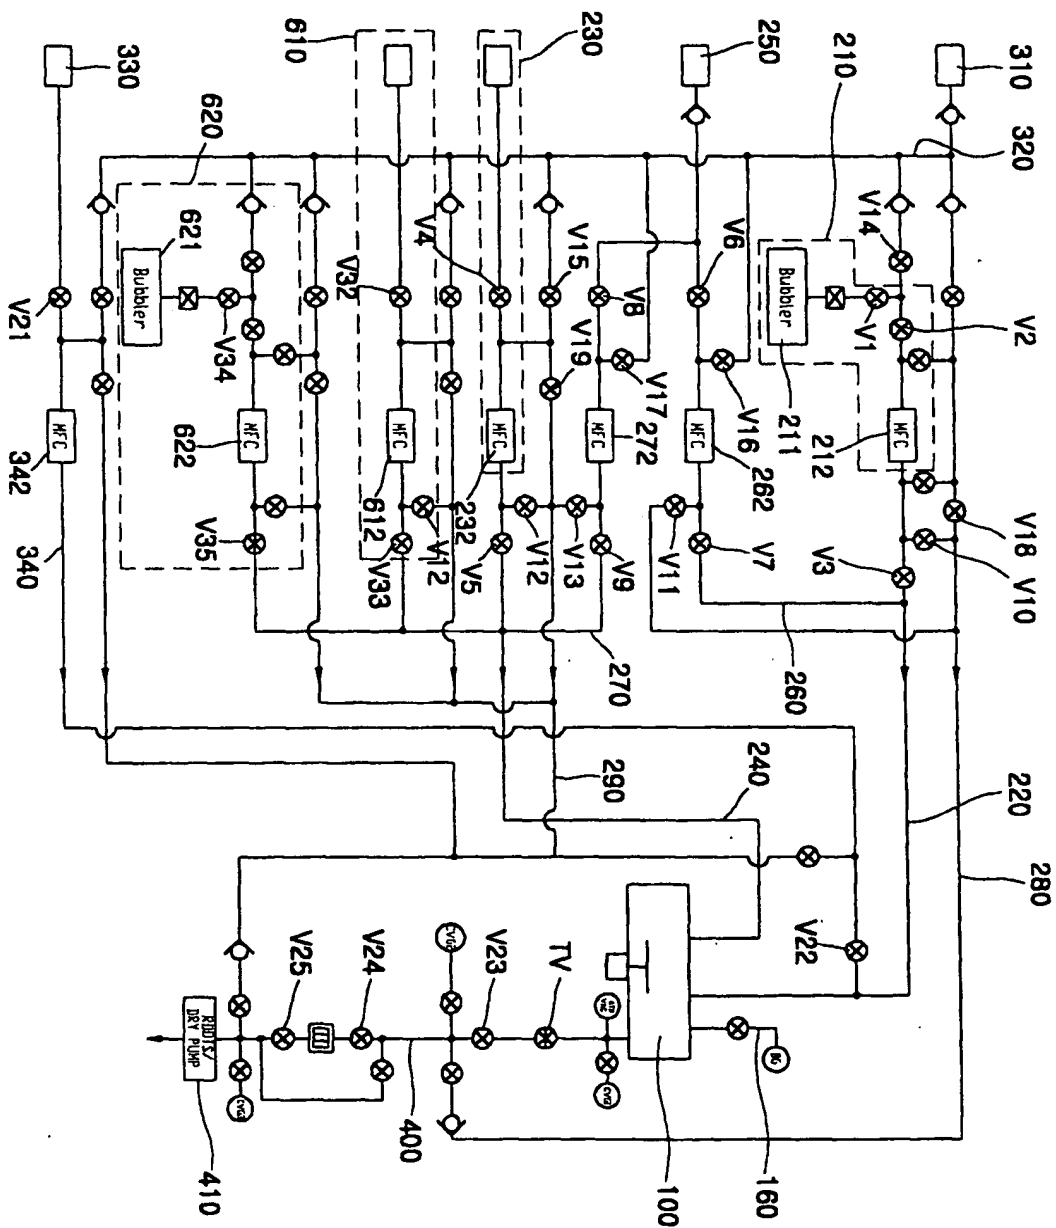 310
320
V2
V18
V10
220
280
210
V14
V1
212
MFC
V3
V22
Bubbler
211
250
V6
V16
262
MFC
V7
260
240
160
BG
V8
V17
272
MFC
V11
V9
270
290
100
230
V15
V19
V13
V12
TV
V4
MFC
232
V5
V23
610
V32
MFC
612
V12
V33
400
V24
620
V34
MFC
622
V35
V25
621
Bubbler
ROOTS/
DRY PUMP
410
330
V21
MFC
342
340